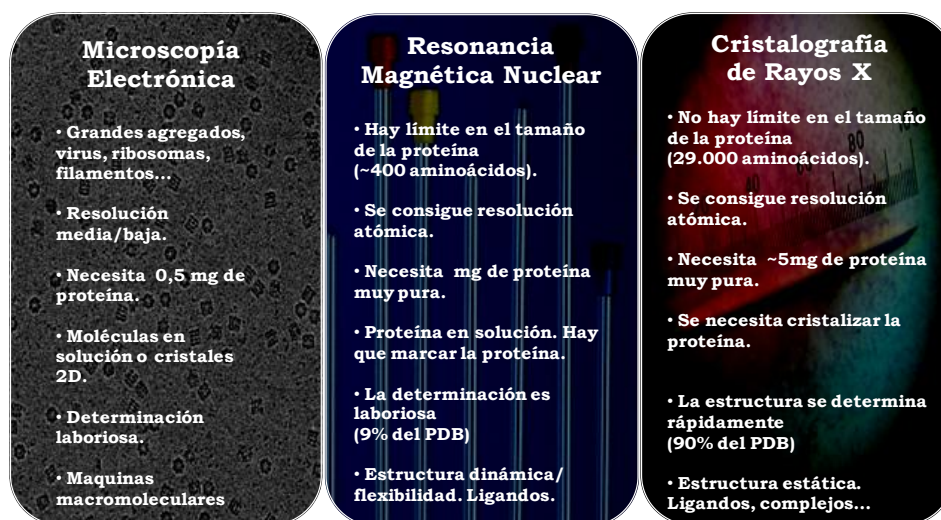 Microscopía
Electrónica
• Grandes agregados,
virus, ribosomas,
filamentos...
• Resolución
media/baja.
• Necesita 0,5 mg de
proteína.
• Moléculas en
solución o cristales
2D.
• Determinación
laboriosa.
• Maquinas
macromoleculares
Resonancia
Magnética Nuclear
• Hay límite en el tamaño
de la proteína
(~400 aminoácidos).
• Se consigue resolución
atómica.
• Necesita mg de proteína
muy pura.
• Proteína en solución. Hay
que marcar la proteína.
• La determinación es
laboriosa
(9% del PDB)
• Estructura dinámica/
flexibilidad. Ligandos.
Cristalografía
de Rayos X
• No hay límite en el tamaño
de la proteína
(29.000 aminoácidos).
• Se consigue resolución
atómica.
• Necesita ~5mg de proteína
muy pura.
• Se necesita cristalizar la
proteína.
• La estructura se determina
rápidamente
(90% del PDB)
• Estructura estática.
Ligandos, complejos...